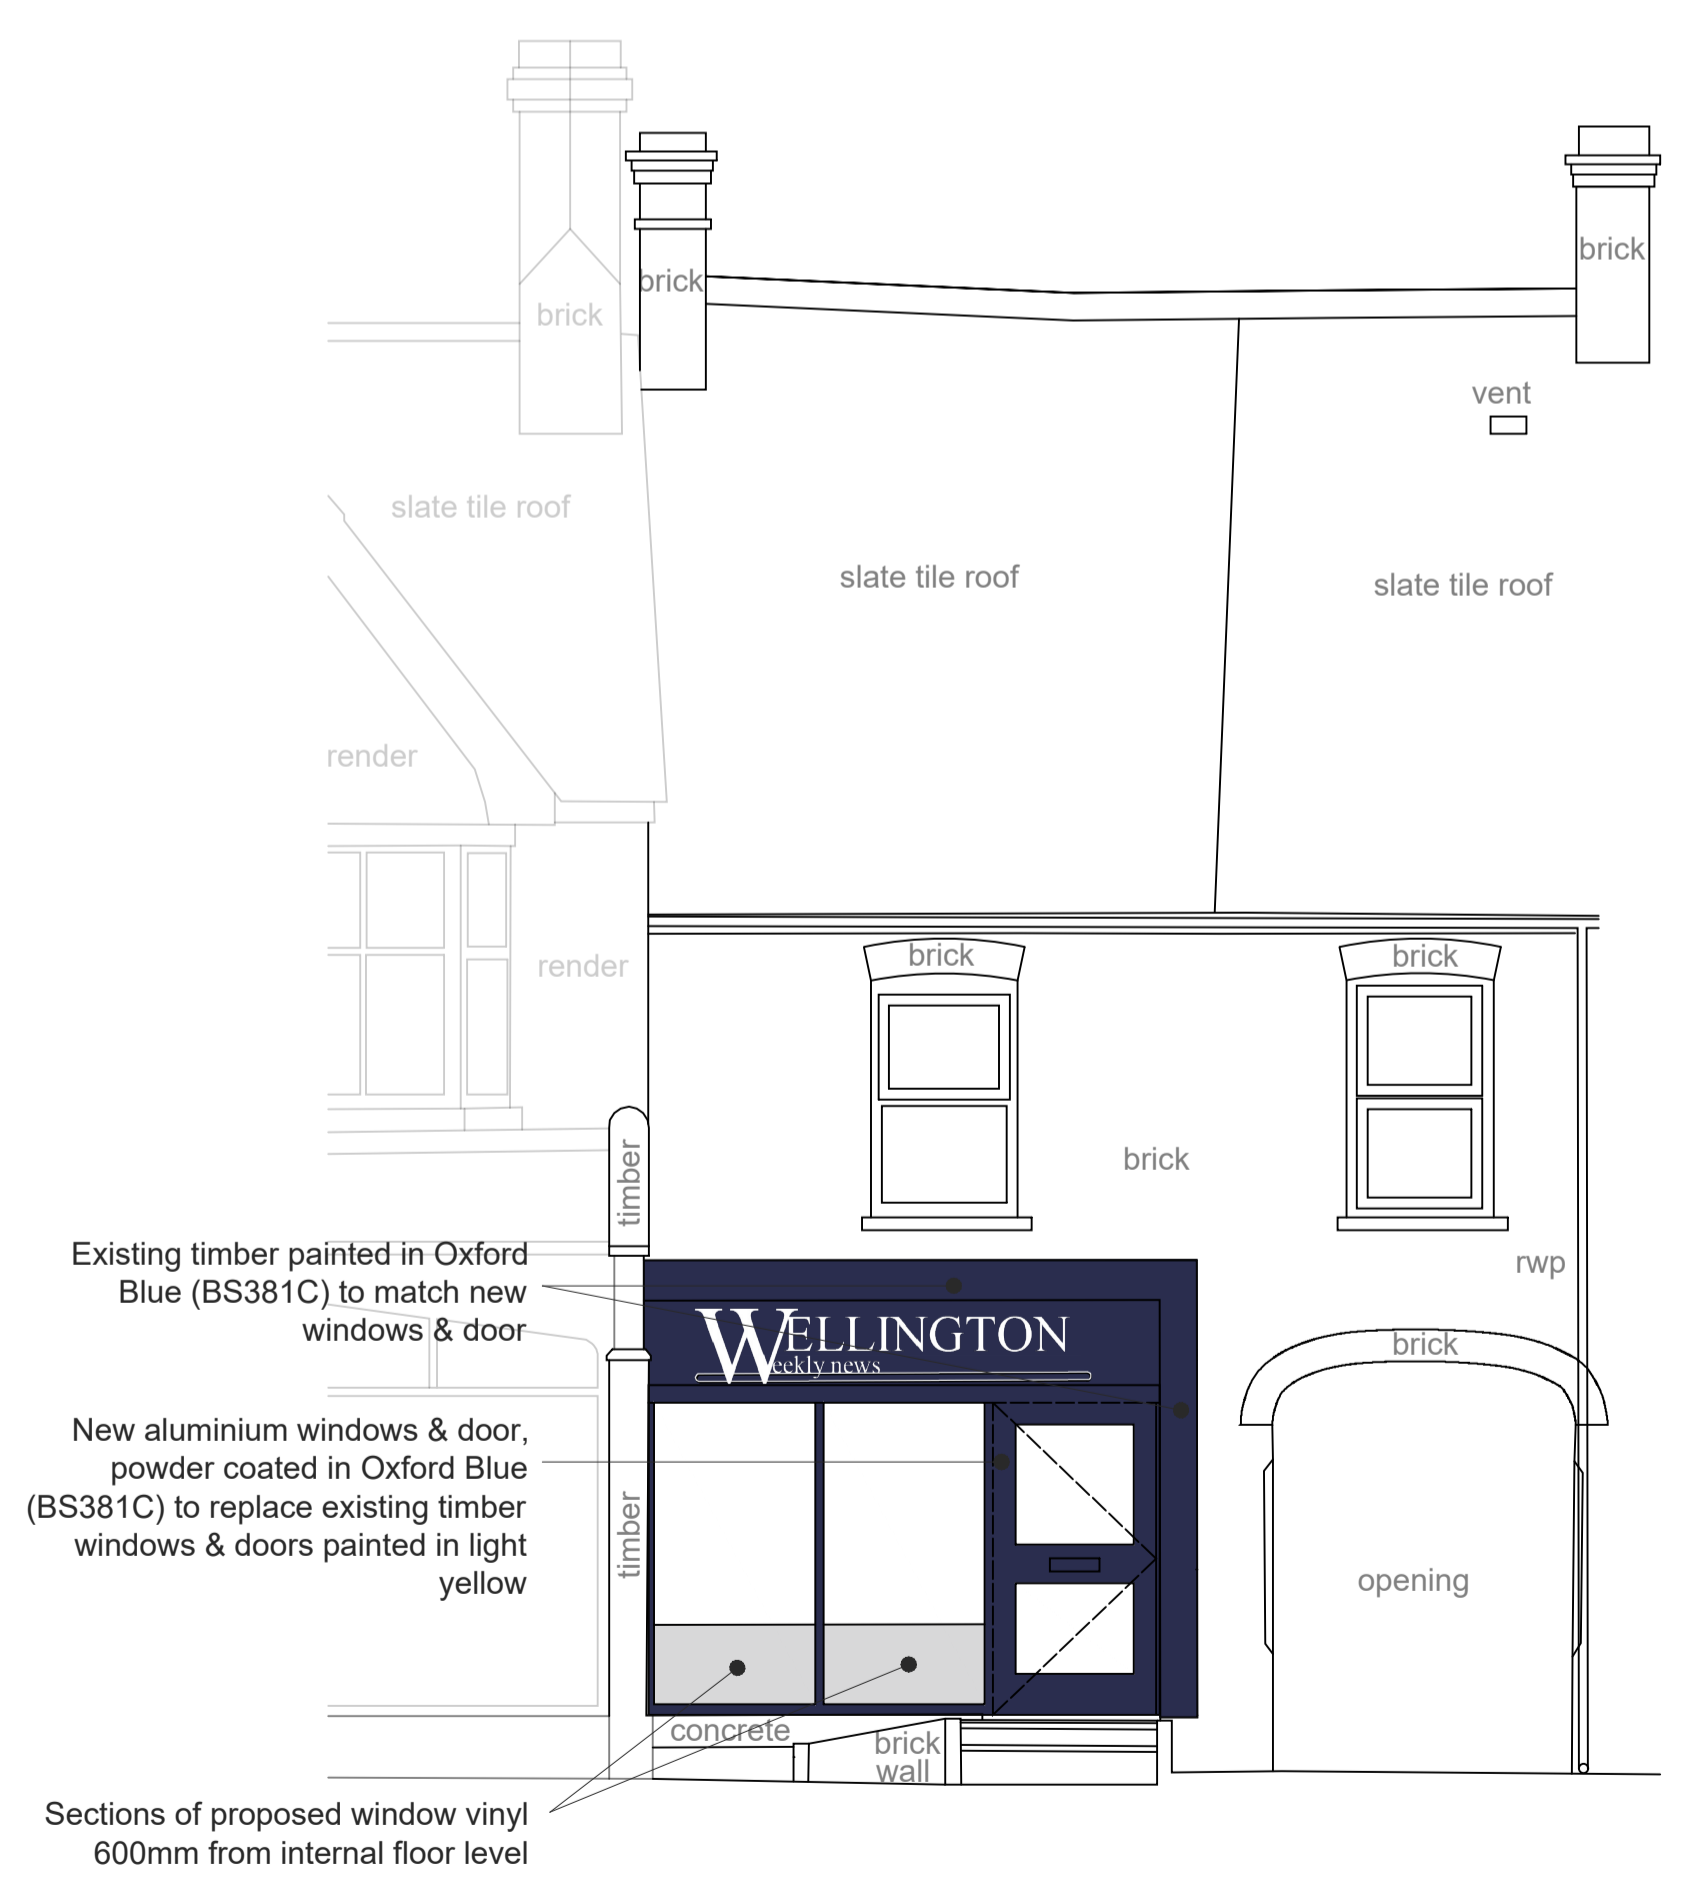 brick
brick
brick
vent
slate tile roof
slate tile roof
slate tile roof
render
render
brick
brick
brick
timber
Existing timber painted in Oxford
Blue (BS381C) to match new
windows & door
rwp
WELLINGTON
Weekly news
brick
New aluminium windows & door,
powder coated in Oxford Blue
(BS381C) to replace existing timber
windows & doors painted in light
yellow
timber
opening
concrete
brick
wall
Sections of proposed window vinyl
600mm from internal floor level